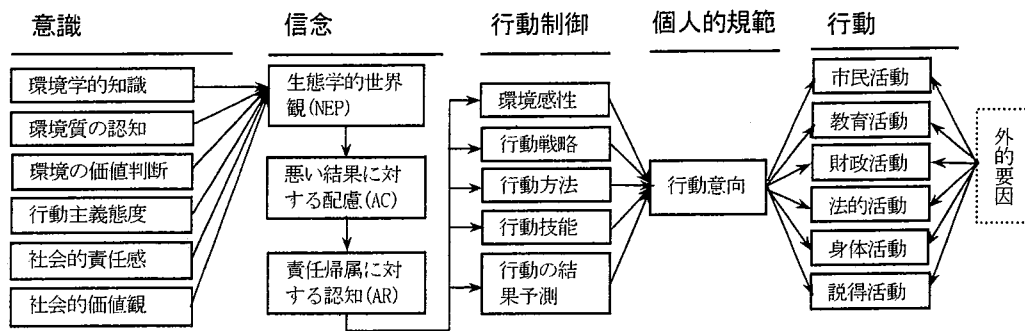 意識
信念
行動制御
個人的規範
行動
環境学的知識
環境質の認知
環境の価値判断
行動主義態度
社会的責任感
社会的価値観
生態学的世界
観(NEP)
悪い結果に対
する配慮(AC)
責任帰属に対
する認知(AR)
環境感性
行動戦略
行動方法
行動技能
行動の結
果予測
行動意向
市民活動
教育活動
財政活動
法的活動
身体活動
説得活動
外的要因